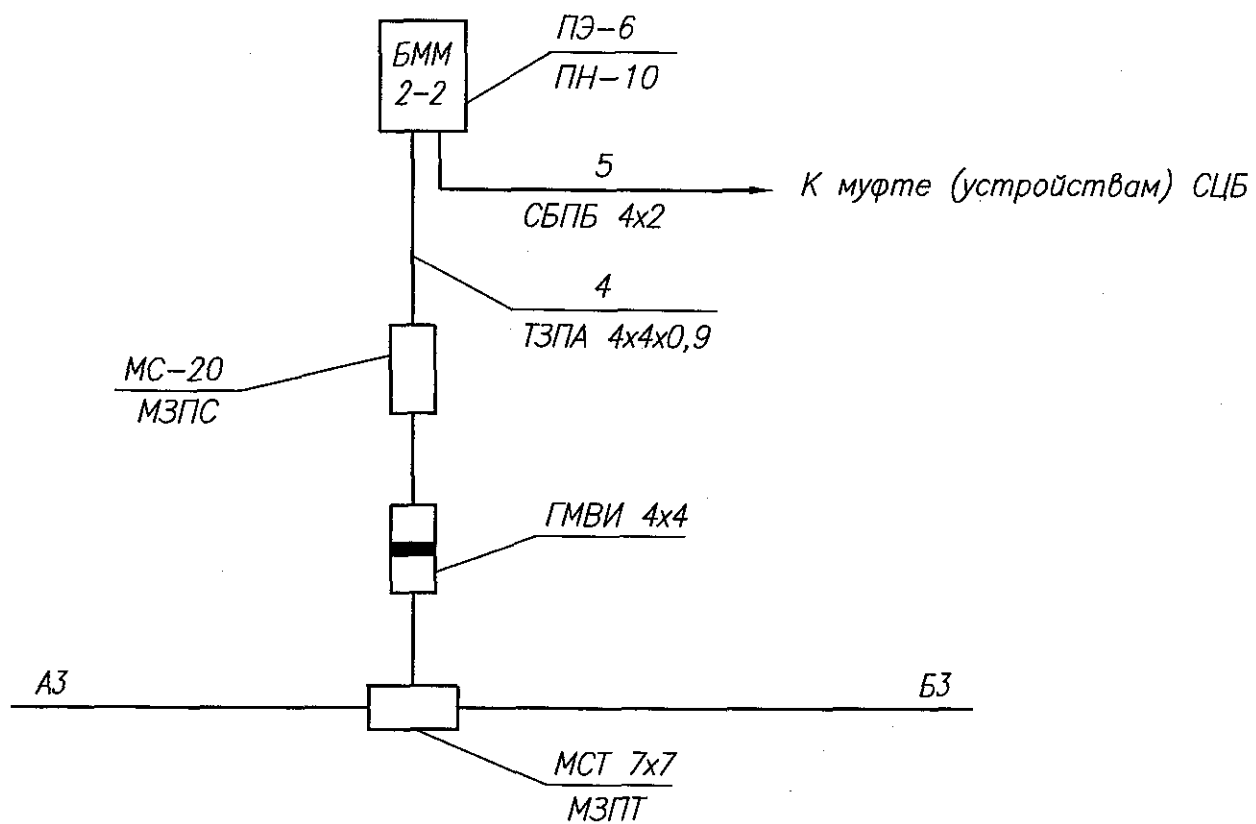 БММ
2-2
ПЭ-6
ПН-10
5
СБПБ 4х2
К муфте (устройствам) СЦБ
4
ТЗПА 4х4х0,9
МС-20
МЗПС
ГМВИ 4х4
А3
Б3
МСТ 7х7
МЗПТ